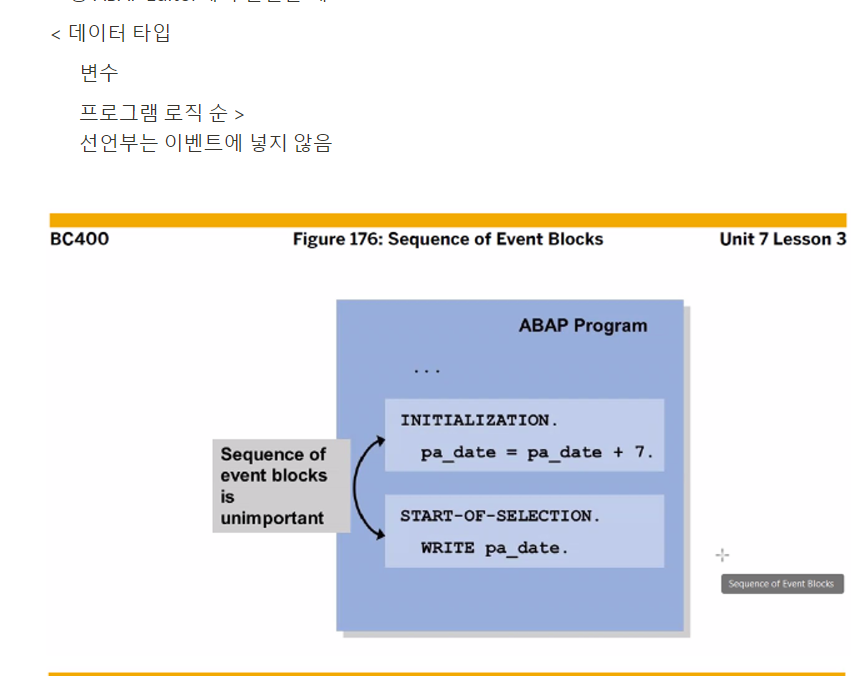 < 데이터 타입
변수
프로그램 로직 순 >
선언부는 이벤트에 넣지 않음
BC400 Figure 176: Sequence of Event Blocks Unit 7 Lesson 3
ABAP Program
...
INITIALIZATION.
pa_date = pa_date + 7.
Sequence of
event blocks
is
unimportant
START-OF-SELECTION.
WRITE pa_date.
Sequence of Event Blocks